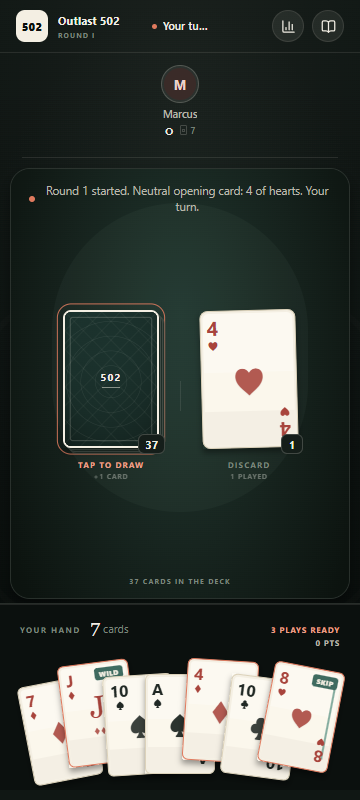 502
Outlast 502
ROUND I
Your tu...
M
Marcus
0 7
Round 1 started. Neutral opening card: 4 of hearts. Your
turn.
502
37
4
4
1
TAP TO DRAW
+1 CARD
DISCARD
1 PLAYED
37 CARDS IN THE DECK
YOUR HAND 7 cards
3 PLAYS READY
0 PTS
7
J
WILD
J
10
A
4
10
10
8
SKIP
8